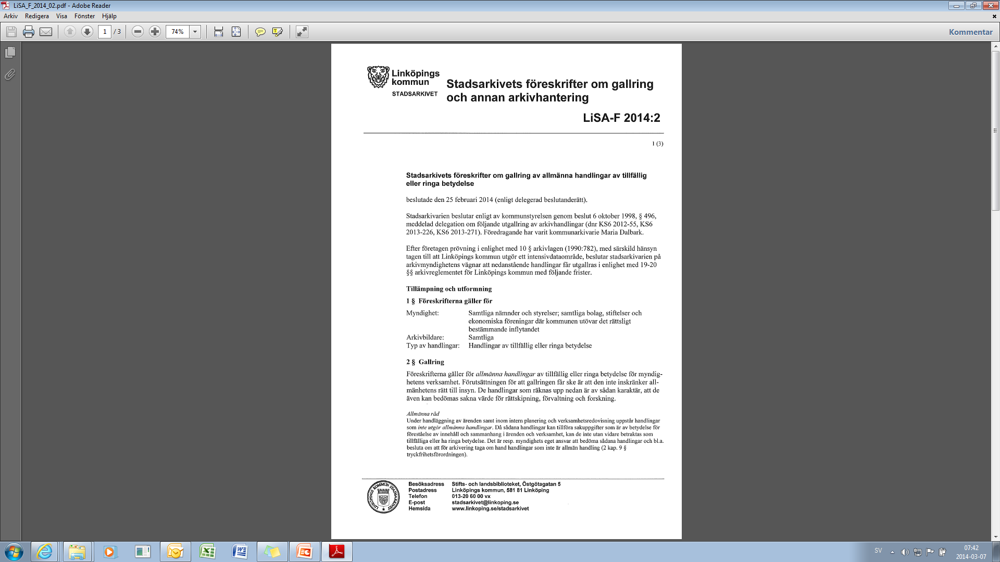 LiSA_F_2014_02.pdf - Adobe Reader
Arkiv Redigera Visa Fönster Hjälp
1 / 3 74% Kommentar
Linköpings
kommun
STADSARKIVET
Stadsarkivets föreskrifter om gallring
och annan arkivhantering
LiSA-F 2014:2
1 (3)
Stadsarkivets föreskrifter om gallring av allmänna handlingar av tillfällig
eller ringa betydelse
beslutade den 25 februari 2014 (enligt delegerad beslutanderätt).
Stadsarkivarien beslutar enligt av kommunstyrelsen genom beslut 6 oktober 1998, § 496,
meddelad delegation om följande utgallring av arkivhandlingar (dnr KS6 2012-55, KS6
2013-226, KS6 2013-271). Föredragande har varit kommunarkivarie Maria Dalbark.
Efter företagen prövning i enlighet med 10 § arkivlagen (1990:782), med särskild hänsyn
tagen till att Linköpings kommun utgör ett intensivdataområde, beslutar stadsarkivarien på
arkivmyndighetens vägnar att nedanstående handlingar får utgallras i enlighet med 19-20
§§ arkivreglementet för Linköpings kommun med följande frister.
Tillämpning och utformning
1 § Föreskrifterna gäller för
Myndighet: Samtliga nämnder och styrelser; samtliga bolag, stiftelser och
ekonomiska föreningar där kommunen utövar det rättsligt
bestämmande inflytandet
Arkivbildare: Samtliga
Typ av handlingar: Handlingar av tillfällig eller ringa betydelse
2 § Gallring
Föreskrifterna gäller för allmänna handlingar av tillfällig eller ringa betydelse för myndig-
hetens verksamhet. Förutsättningen för att gallringen får ske är att den inte inskränker all-
mänhetens rätt till insyn. De handlingar som räknas upp nedan är av sådan karaktär, att de
även kan bedömas sakna värde för rättskipning, förvaltning och forskning.
Allmänna råd
Under handläggning av ärenden samt inom intern planering och verksamhetsredovisning uppstår handlingar
som inte utgör allmänna handlingar. Då sådana handlingar kan tillföra sakuppgifter som är av betydelse för
förståelse av innehåll och sammanhang i ärenden och verksamhet, kan de inte utan vidare betraktas som
tillfälliga eller ha ringa betydelse. Det är resp. myndighets eget ansvar att bedöma sådana handlingar och bl.a.
besluta om att för arkivering taga om hand handlingar som inte är allmän handling (2 kap. 9 §
tryckfrihetsförordningen).
LINKÖPINGS KOMMUN STADSARKIVET
Besöksadress Stifts- och landsbiblioteket, Östgötagatan 5
Postadress Linköpings kommun, 581 81 Linköping
Telefon 013-20 60 00 vx
E-post stadsarkivet@linkoping.se
Hemsida www.linkoping.se/stadsarkivet
SV 07:42
2014-03-07